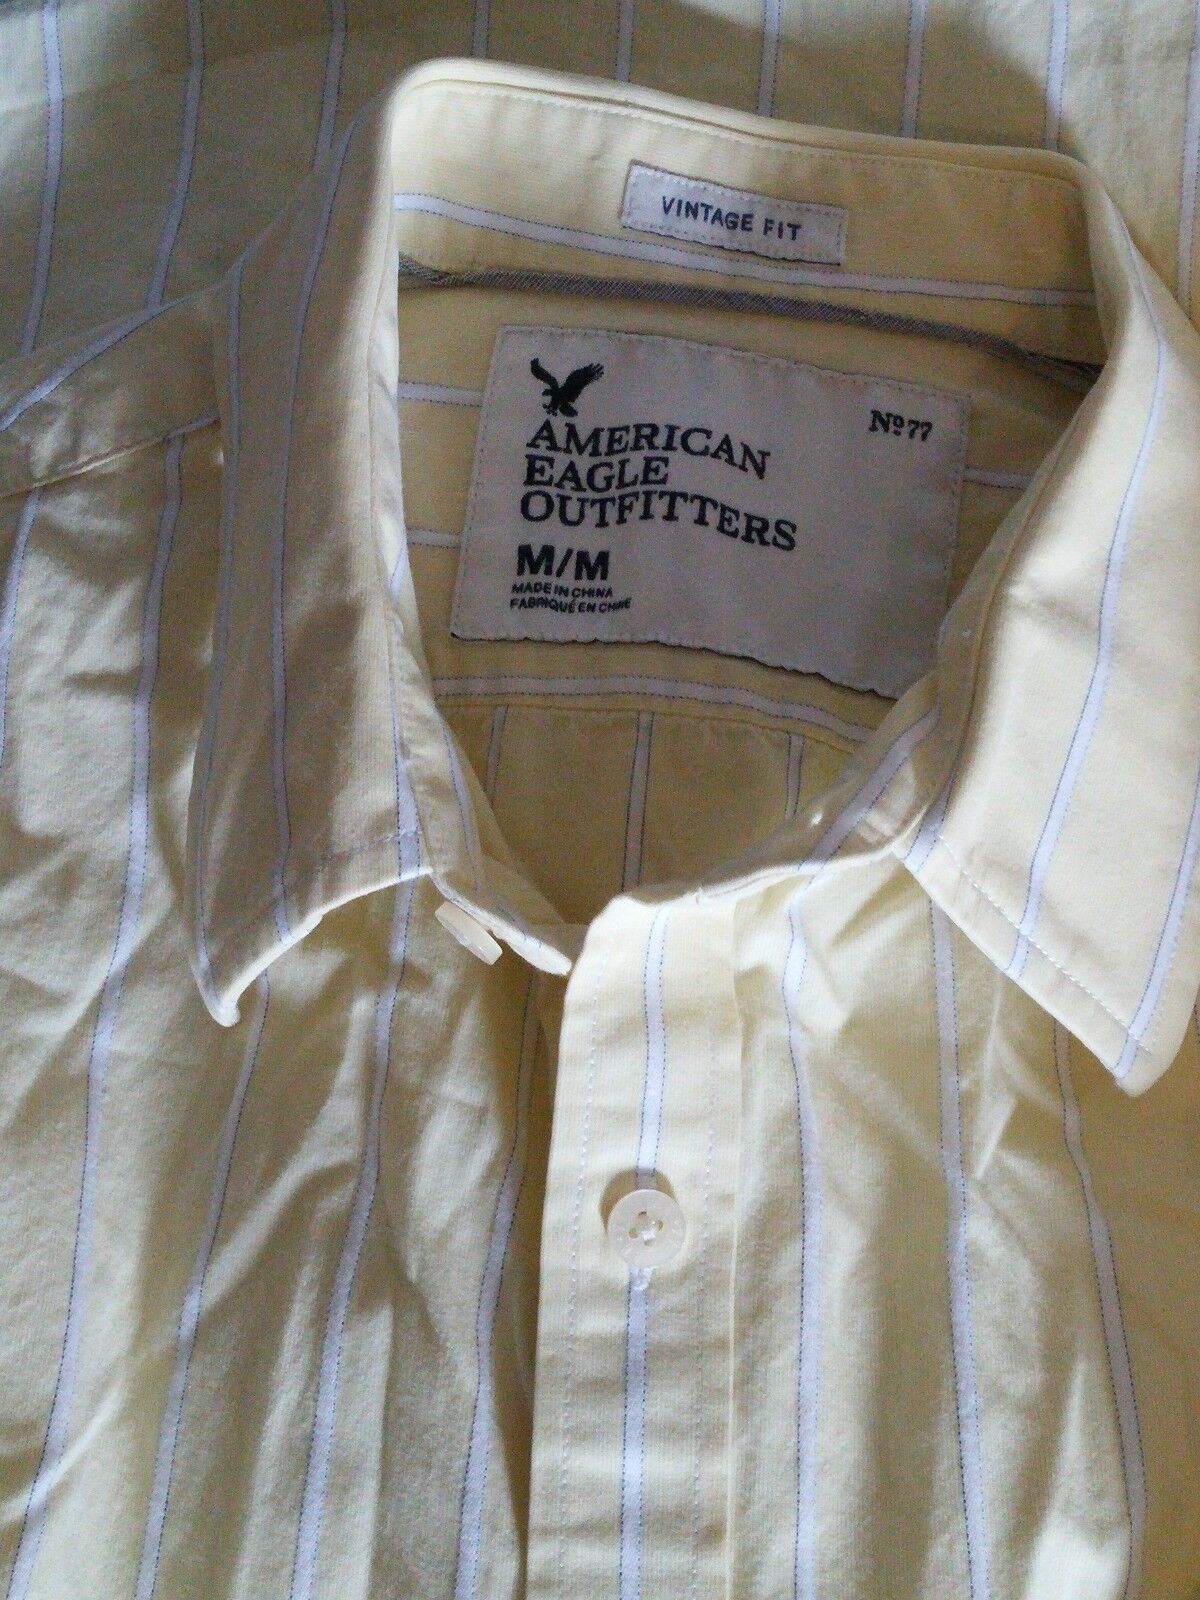 VINTAGE FIT
Nº77
AMERICAN
EAGLE
OUTFITTERS
M/M
MADE IN CHINA
FABRIQUÉ EN CHINE